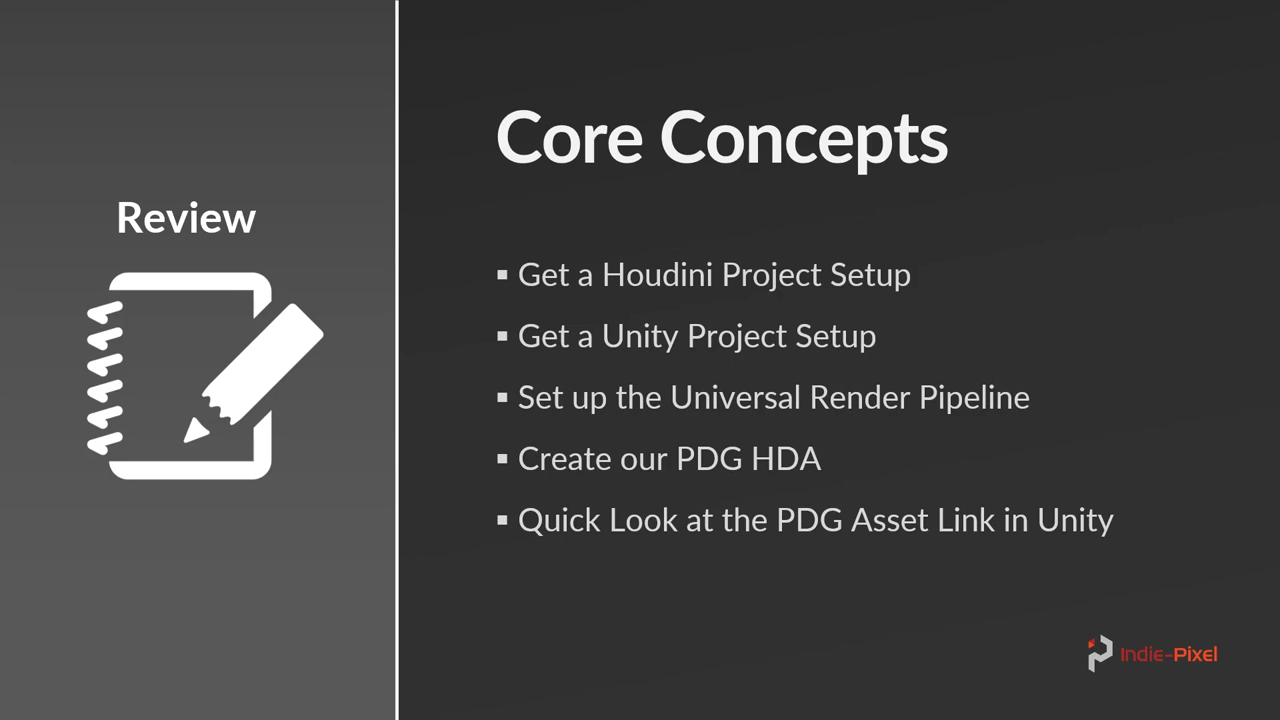 Review
Core Concepts
▪ Get a Houdini Project Setup
▪ Get a Unity Project Setup
▪ Set up the Universal Render Pipeline
▪ Create our PDG HDA
▪ Quick Look at the PDG Asset Link in Unity
Indie-Pixel